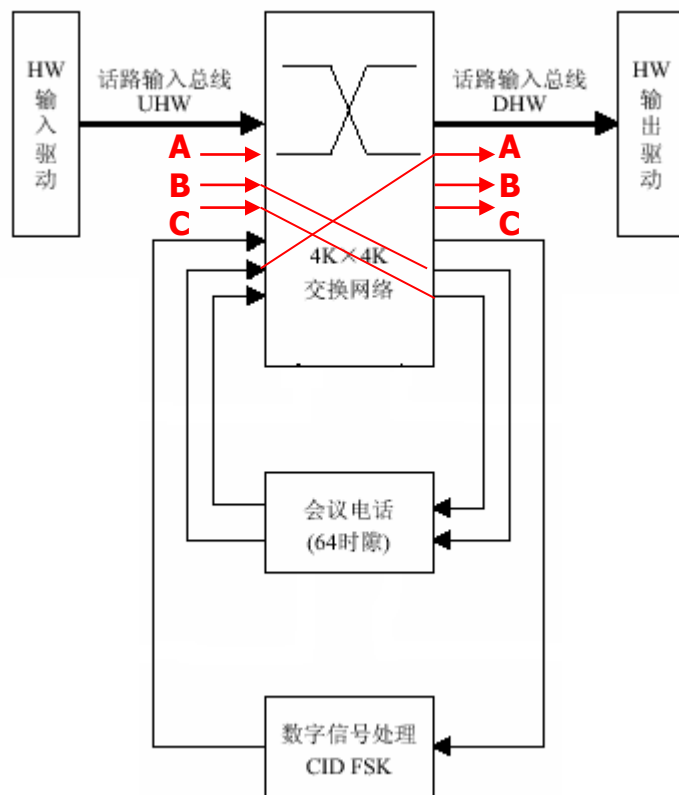 HW
输
入
驱
动
话路输入总线
UHW
话路输入总线
DHW
HW
输
出
驱
动
A
B
C
A
B
C
4K×4K
交换网络
会议电话
(64时隙)
数字信号处理
CID FSK